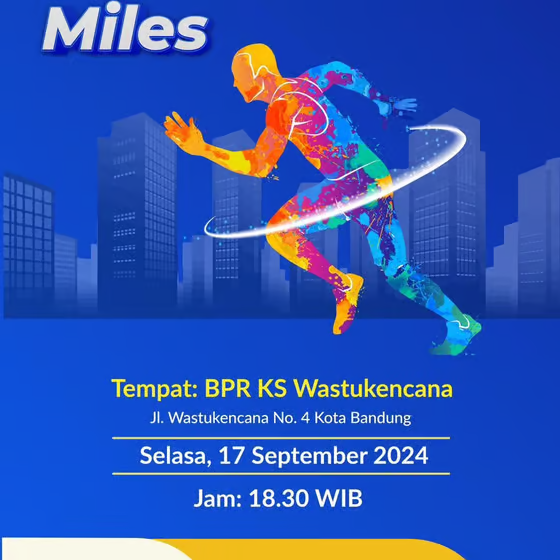 Miles
Tempat: BPR KS Wastukencana
Jl. Wastukencana No. 4 Kota Bandung
Selasa, 17 September 2024
Jam: 18.30 WIB